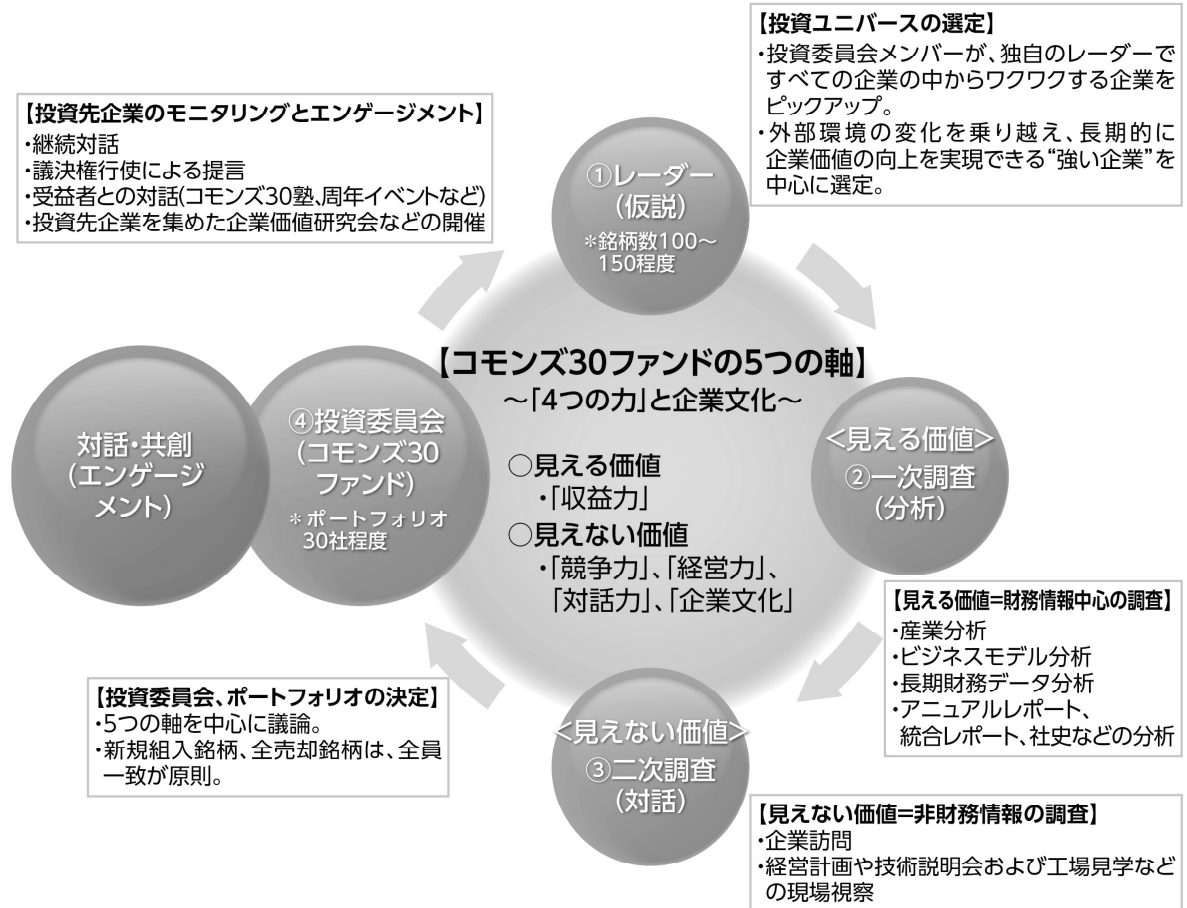 【投資ユニバースの選定】
・投資委員会メンバーが、独自のレーダーで
すべての企業の中からワクワクする企業を
ピックアップ。
・外部環境の変化を乗り越え、長期的に
企業価値の向上を実現できる“強い企業”を
中心に選定。
【投資先企業のモニタリングとエンゲージメント】
・継続対話
・議決権行使による提言
・受益者との対話(コモンズ30塾、周年イベントなど)
・投資先企業を集めた企業価値研究会などの開催
①レーダー
(仮説)
*銘柄数100~
150程度
【コモンズ30ファンドの5つの軸】
~「4つの力」と企業文化~
○見える価値
・「収益力」
○見えない価値
・「競争力」、「経営力」、
「対話力」、「企業文化」
対話・共創
(エンゲージ
メント)
④投資委員会
(コモンズ30
ファンド)
*ポートフォリオ
30社程度
<見える価値>
②一次調査
(分析)
【見える価値=財務情報中心の調査】
・産業分析
・ビジネスモデル分析
・長期財務データ分析
・アニュアルレポート、
統合レポート、社史などの分析
【投資委員会、ポートフォリオの決定】
・5つの軸を中心に議論。
・新規組入銘柄、全売却銘柄は、全員
一致が原則。
<見えない価値>
③二次調査
(対話)
【見えない価値=非財務情報の調査】
・企業訪問
・経営計画や技術説明会および工場見学など
の現場視察